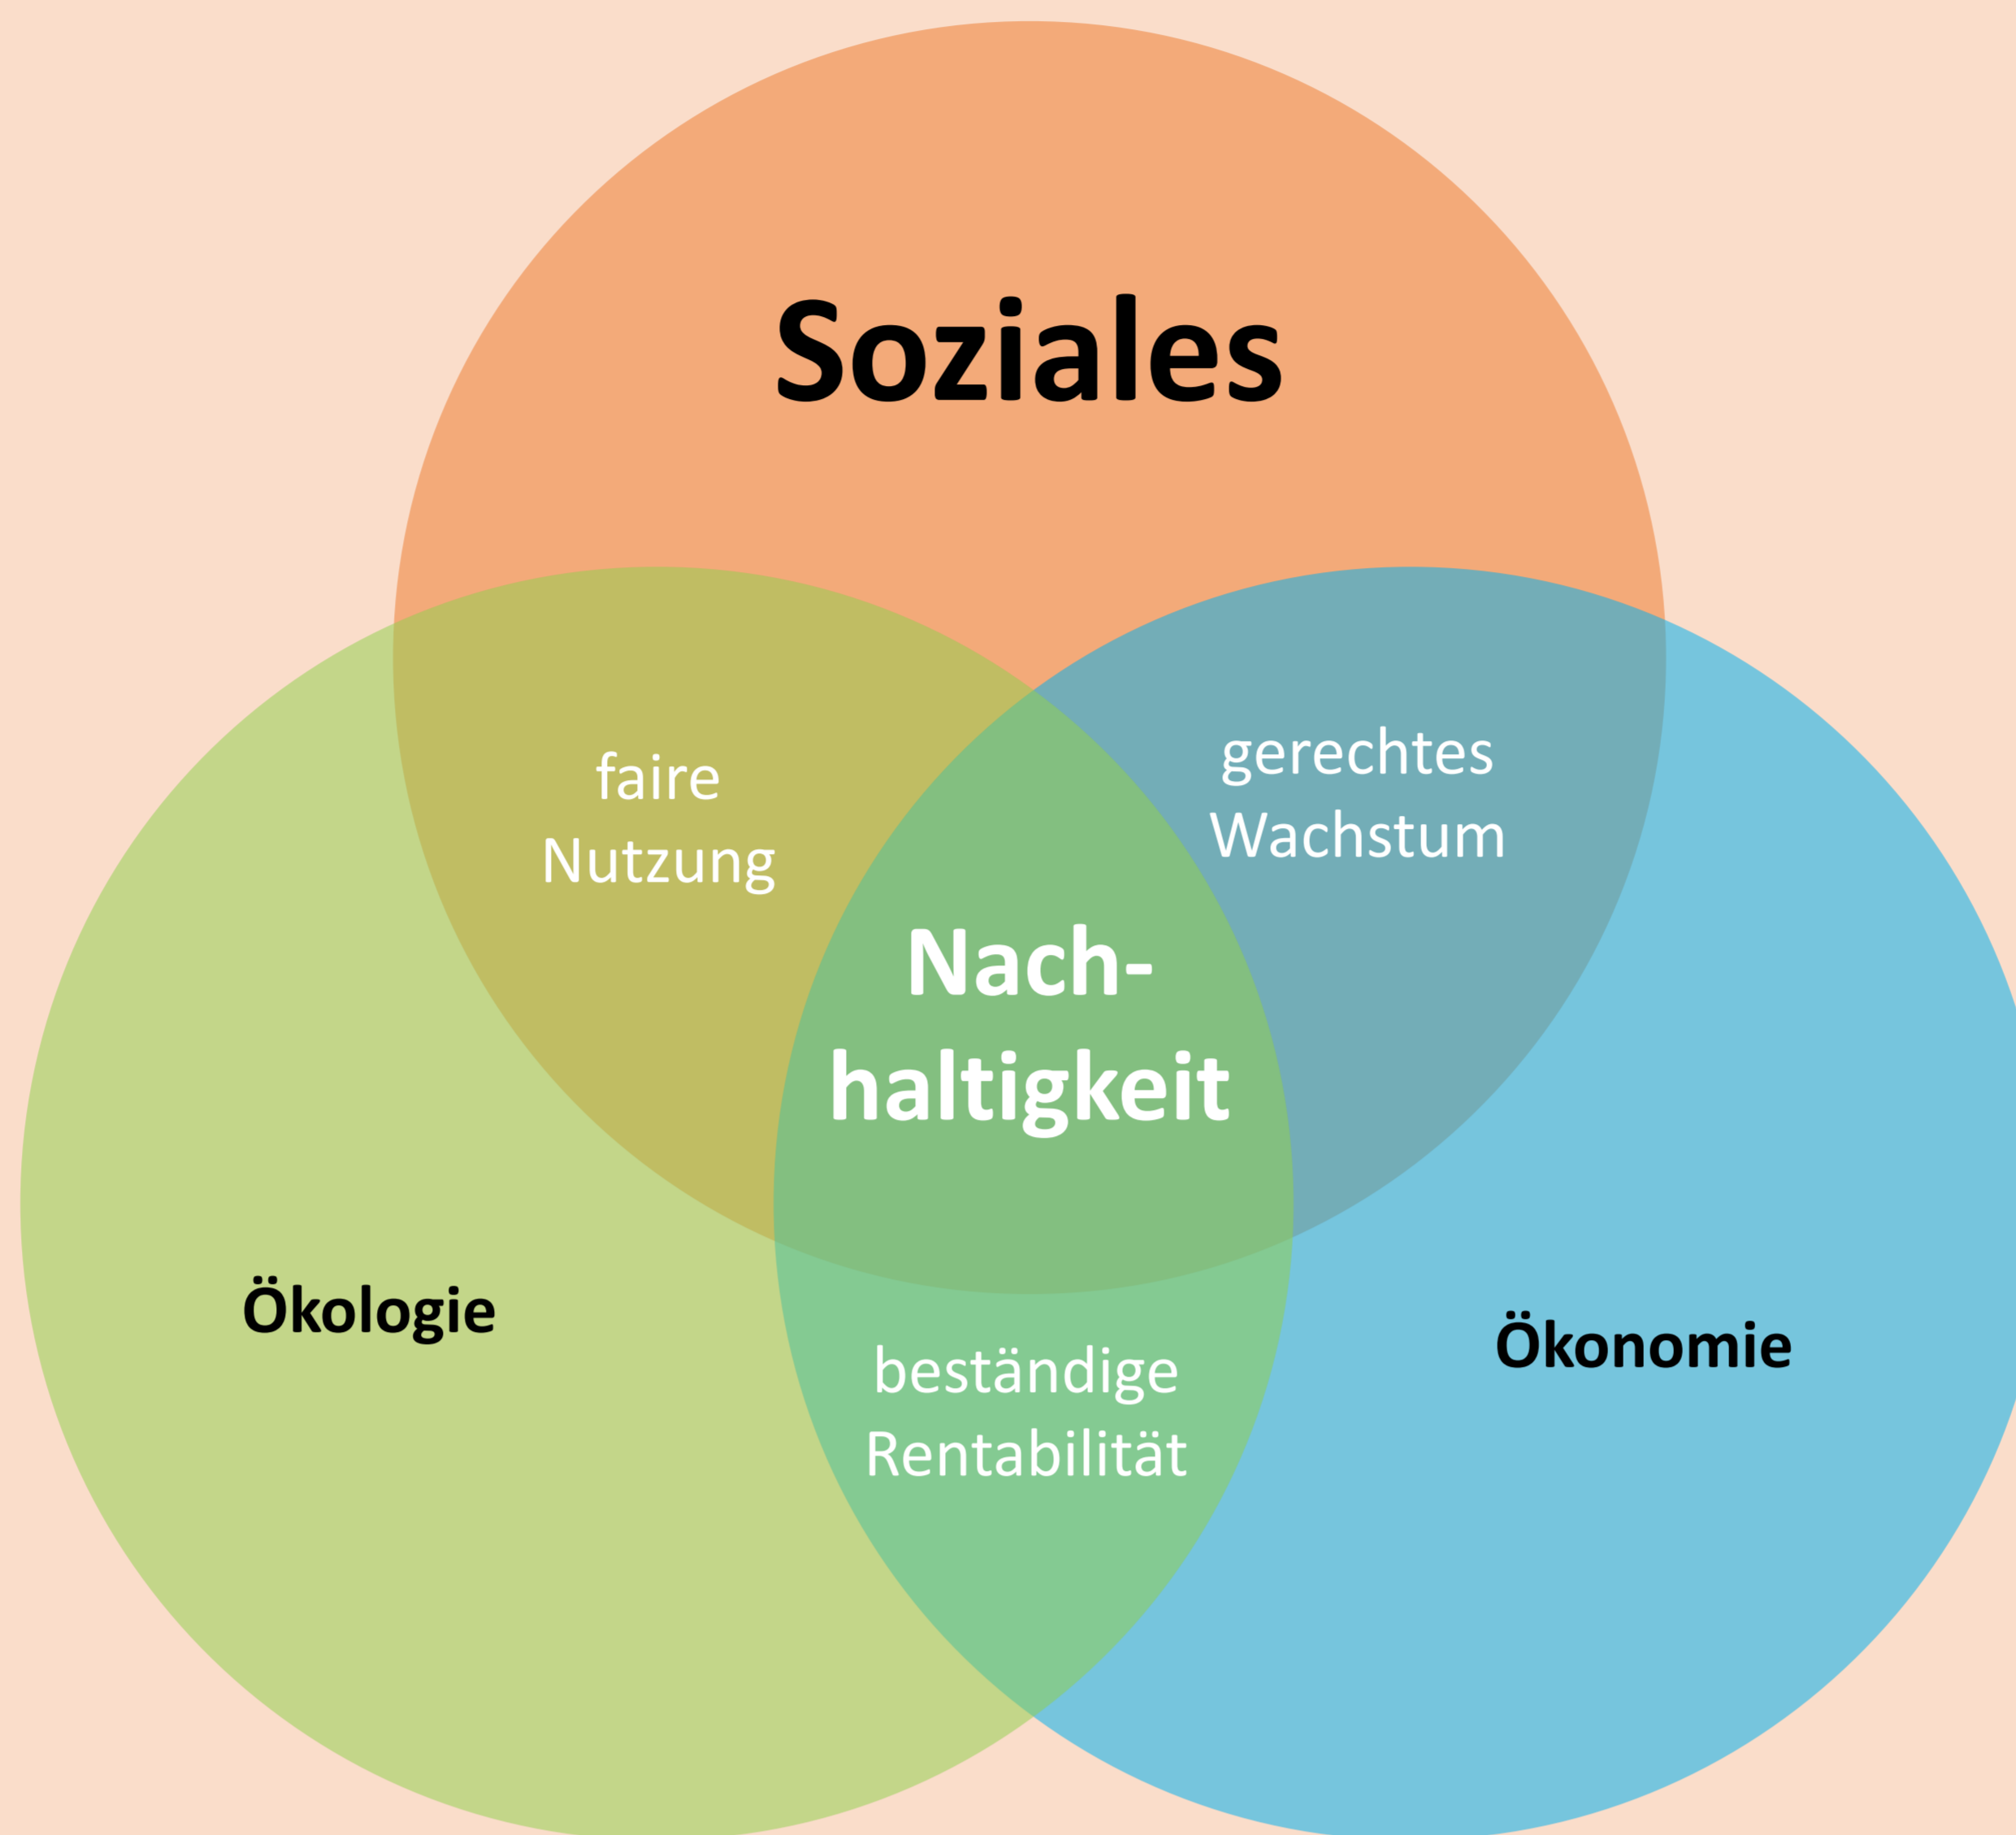 Soziales
faire
Nutzung
gerechtes
Wachstum
Nach-
haltigkeit
Ökologie
Ökonomie
beständige
Rentabilität